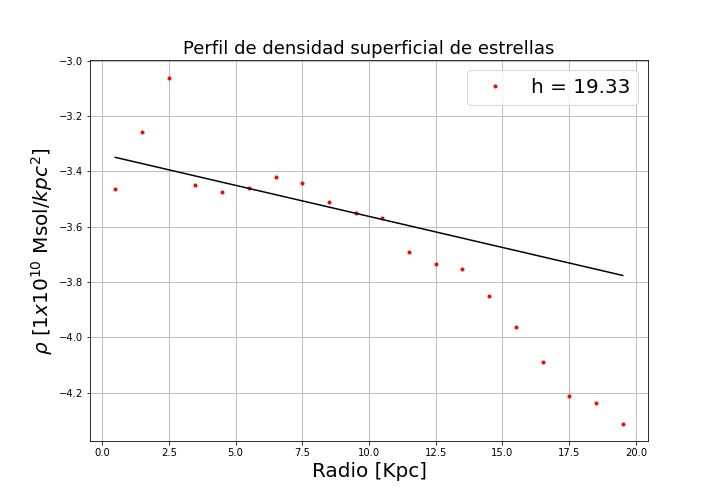 Perfil de densidad superficial de estrellas
h = 19.33
ρ [1x10^{10} Msol/kpc^2]
−3.0
−3.2
−3.4
−3.6
−3.8
−4.0
−4.2
0.0 2.5 5.0 7.5 10.0 12.5 15.0 17.5 20.0
Radio [Kpc]